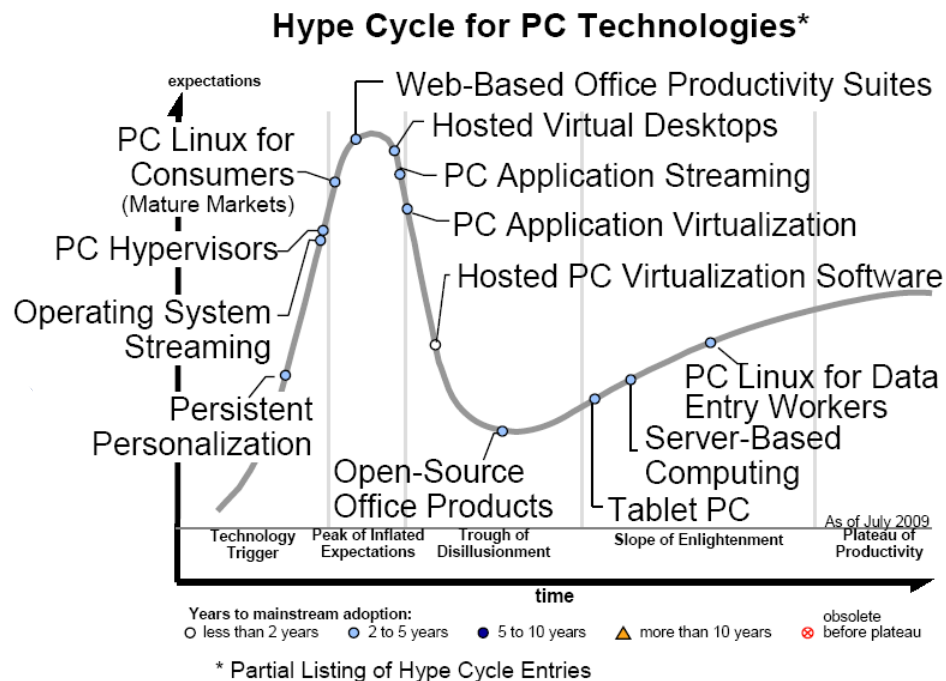 Hype Cycle for PC Technologies*
expectations
Web-Based Office Productivity Suites
PC Linux for
Consumers
(Mature Markets)
Hosted Virtual Desktops
PC Application Streaming
PC Application Virtualization
PC Hypervisors
Hosted PC Virtualization Software
Operating System
Streaming
Persistent
Personalization
PC Linux for Data
Entry Workers
Server-Based
Computing
Open-Source
Office Products
Tablet PC
As of July 2009
Technology
Trigger
Peak of Inflated
Expectations
Trough of
Disillusionment
Slope of Enlightenment
Plateau of
Productivity
time
Years to mainstream adoption:
less than 2 years
2 to 5 years
5 to 10 years
more than 10 years
obsolete
before plateau
* Partial Listing of Hype Cycle Entries